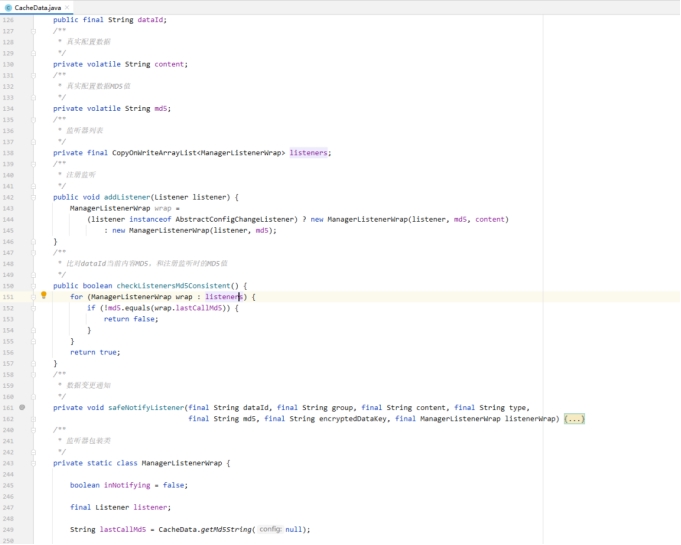 CacheData.java
126 public final String dataId;
127 /**
128 * 真实配置数据
129 */
130 private volatile String content;
131 /**
132 * 真实配置数据MD5值
133 */
134 private volatile String md5;
135 /**
136 * 监听器列表
137 */
138 private final CopyOnWriteArrayList<ManagerListenerWrap> listeners;
139 /**
140 * 注册监听
141 */
142 public void addListener(Listener listener) {
143 ManagerListenerWrap wrap =
144 (listener instanceof AbstractConfigChangeListener) ? new ManagerListenerWrap(listener, md5, content)
145 : new ManagerListenerWrap(listener, md5);
146 }
147 /**
148 * 比对dataId当前内容MD5，和注册监听时的MD5值
149 */
150 public boolean checkListenersMd5Consistent() {
151 for (ManagerListenerWrap wrap : listeners) {
152 if (!md5.equals(wrap.lastCallMd5)) {
153 return false;
154 }
155 }
156 return true;
157 }
158 /**
159 * 数据变更通知
160 */
161 private void safeNotifyListener(final String dataId, final String group, final String content, final String type,
162 final String md5, final String encryptedDataKey, final ManagerListenerWrap listenerWrap) {...}
240 /**
241 * 监听器包装类
242 */
243 private static class ManagerListenerWrap {
244
245 boolean inNotifying = false;
246
247 final Listener listener;
248
249 String lastCallMd5 = CacheData.getMd5String( config: null);
250